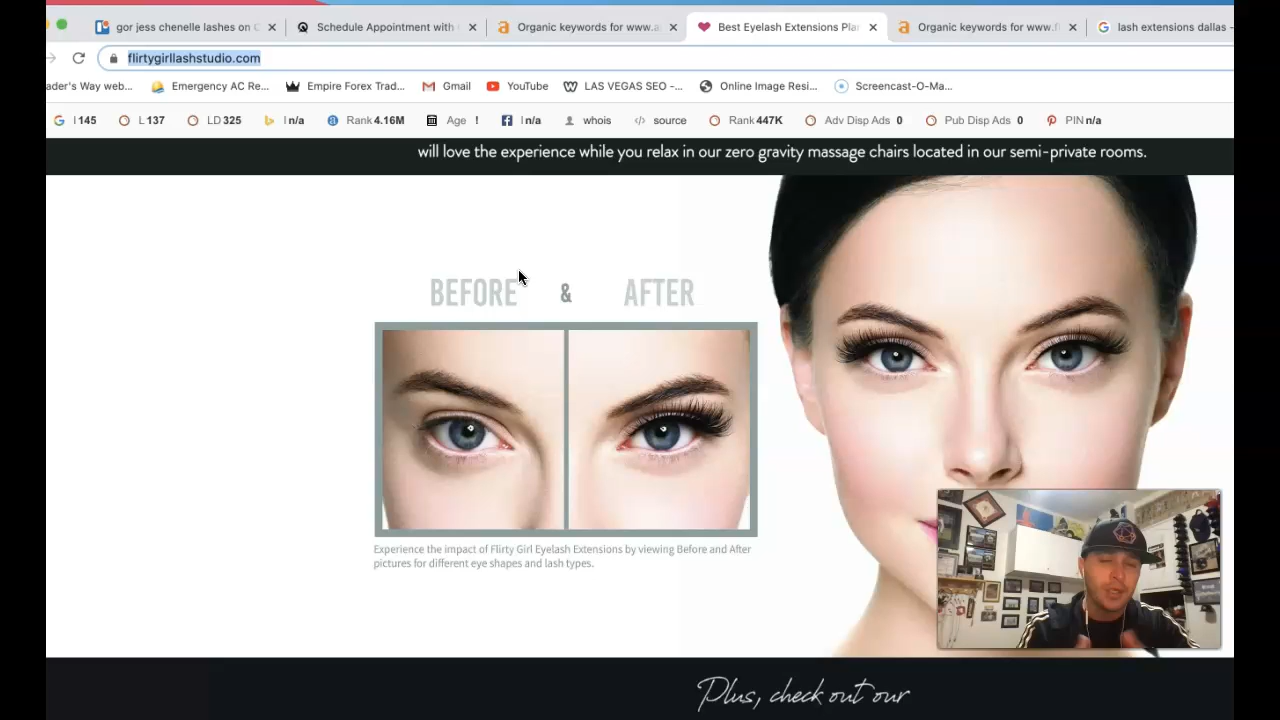 gor jess chenelle lashes on
Schedule Appointment with
Organic keywords for www.a
Best Eyelash Extensions Pla
Organic keywords for www.f
lash extensions dallas -
flirtygirllashstudio.com
ader's Way web...
Emergency AC Re...
Empire Forex Trad...
Gmail
YouTube
LAS VEGAS SEO -...
Online Image Resi...
Screencast-O-Ma...
I 145
L 137
LD 325
I n/a
Rank 4.16M
Age !
I n/a
whois
source
Rank 447K
Adv Disp Ads 0
Pub Disp Ads 0
PIN n/a
will love the experience while you relax in our zero gravity massage chairs located in our semi-private rooms.
BEFORE & AFTER
Experience the impact of Flirty Girl Eyelash Extensions by viewing Before and After
pictures for different eye shapes and lash types.
Plus, check out our